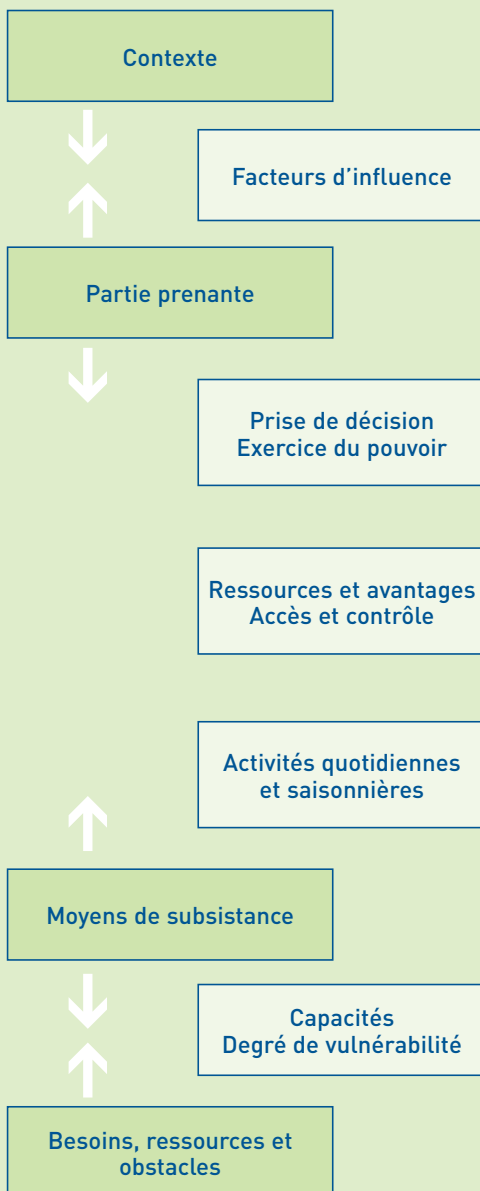 Contexte
Facteurs d’influence
Partie prenante
Prise de décision
Exercice du pouvoir
Ressources et avantages
Accès et contrôle
Activités quotidiennes
et saisonnières
Moyens de subsistance
Capacités
Degré de vulnérabilité
Besoins, ressources et
obstacles